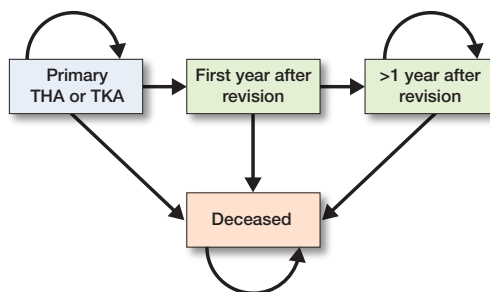 Primary
THA or TKA
First year after
revision
>1 year after
revision
Deceased